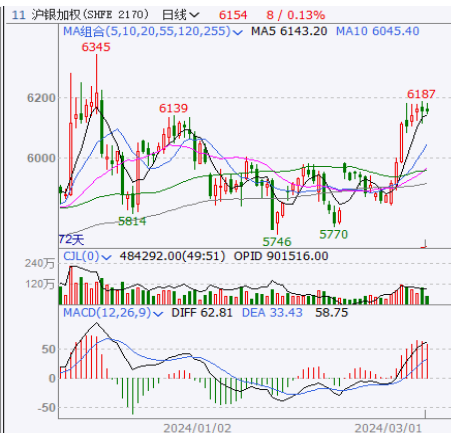 11 沪银加权(SHFE 2170) 日线 6154 8 / 0.13%
MA组合(5,10,20,55,120,255) MA5 6143.20 MA10 6045.40
6345
6187
6200
6139
6000
5814
5770
5746
72天
CJL(0) 484292.00(49:51) OPID 901516.00
240万
120万
MACD(12,26,9) DIFF 62.81 DEA 33.43 58.75
50
0
-50
2024/01/02 2024/03/01